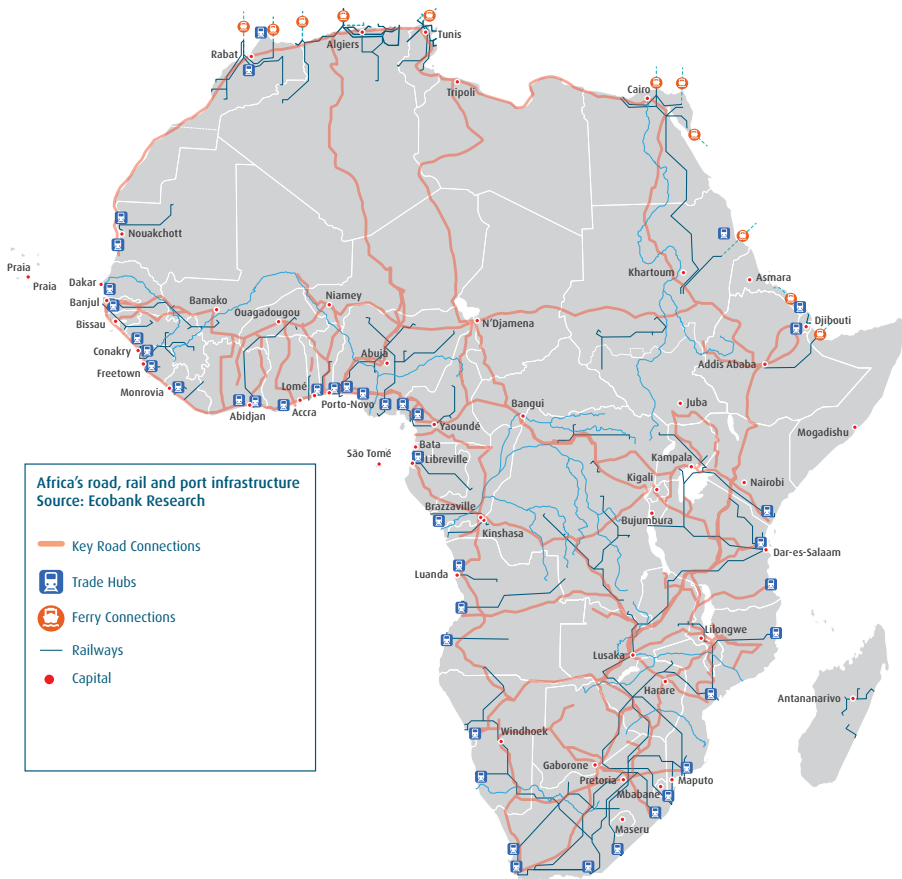 Rabat
Algiers
Tunis
Tripoli
Cairo
Nouakchott
Praia
Praia
Dakar
Banjul
Bissau
Bamako
Ouagadougou
Niamey
N'Djamena
Khartoum
Asmara
Djibouti
Conakry
Freetown
Monrovia
Abuja
Addis Ababa
Lomé
Abidjan
Accra
Porto-Novo
Bangui
Juba
Yaoundé
Mogadishu
Bata
São Tomé
Libreville
Kampala
Kigali
Nairobi
Africa's road, rail and port infrastructure
Source: Ecobank Research
Key Road Connections
Trade Hubs
Ferry Connections
Railways
Capital
Brazzaville
Kinshasa
Bujumbura
Dar-es-Salaam
Luanda
Lilongwe
Lusaka
Harare
Antananarivo
Windhoek
Gaborone
Pretoria
Maputo
Mbabane
Maseru